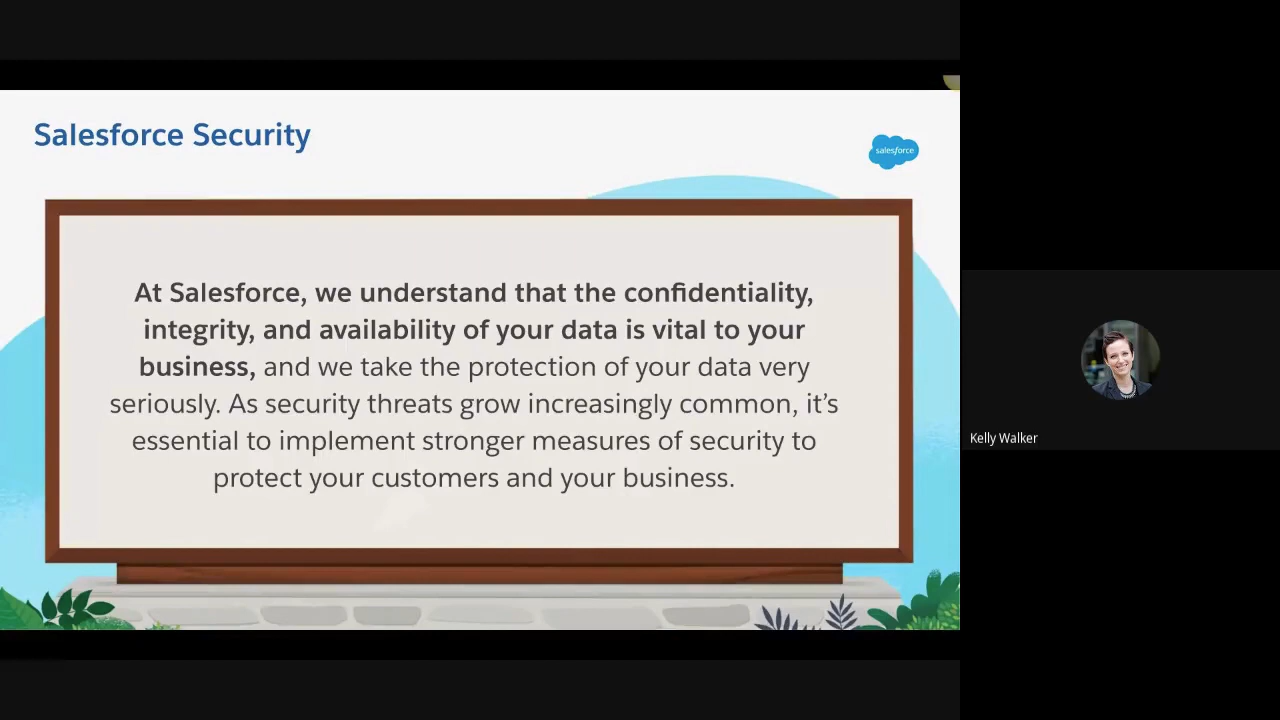 Salesforce Security
salesforce
At Salesforce, we understand that the confidentiality,
integrity, and availability of your data is vital to your
business, and we take the protection of your data very
seriously. As security threats grow increasingly common, it’s
essential to implement stronger measures of security to
protect your customers and your business.
Kelly Walker